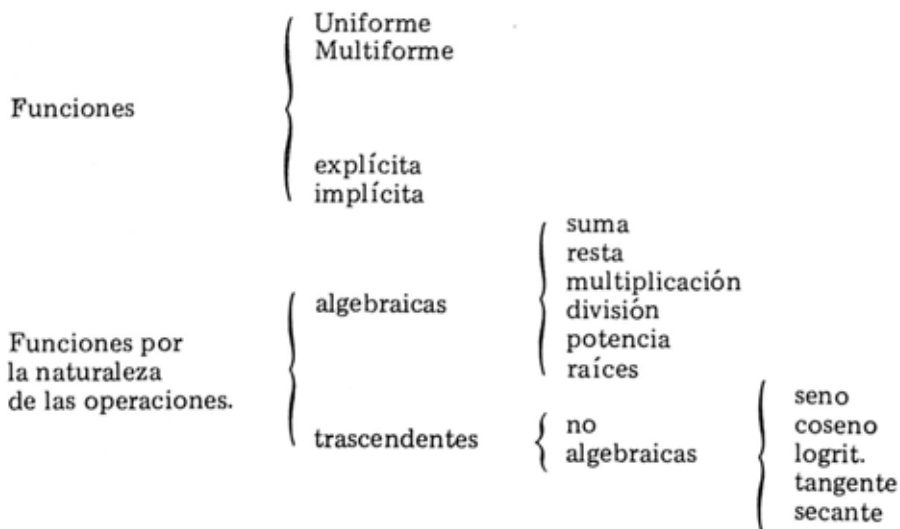 Funciones
Uniforme
Multiforme
explícita
implícita
Funciones por
la naturaleza
de las operaciones.
algebraicas
suma
resta
multiplicación
división
potencia
raíces
trascendentes
no
algebraicas
seno
coseno
logrit.
tangente
secante